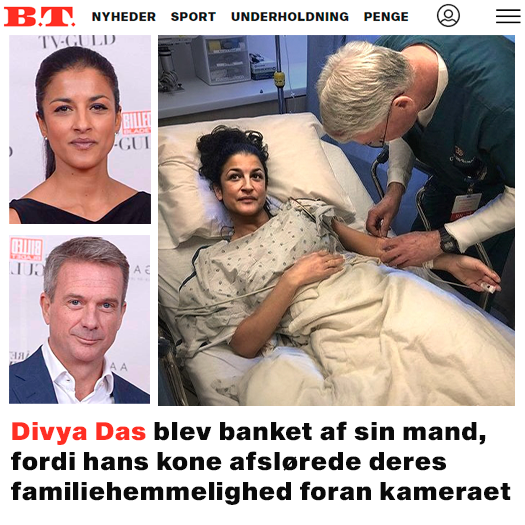 B.T. NYHEDER SPORT UNDERHOLDNING PENGE
TV-GULD
BILLED
Divya Das blev banket af sin mand,
fordi hans kone afslørede deres
familiehemmelighed foran kameraet